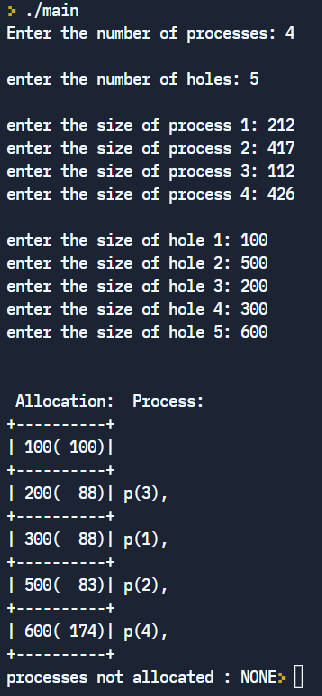 > ./main
Enter the number of processes: 4
enter the number of holes: 5
enter the size of process 1: 212
enter the size of process 2: 417
enter the size of process 3: 112
enter the size of process 4: 426
enter the size of hole 1: 100
enter the size of hole 2: 500
enter the size of hole 3: 200
enter the size of hole 4: 300
enter the size of hole 5: 600
Allocation:  Process:
+----------+
| 100( 100)|
+----------+
| 200(  88)| p(3),
+----------+
| 300(  88)| p(1),
+----------+
| 500(  83)| p(2),
+----------+
| 600( 174)| p(4),
+----------+
processes not allocated : NONE>